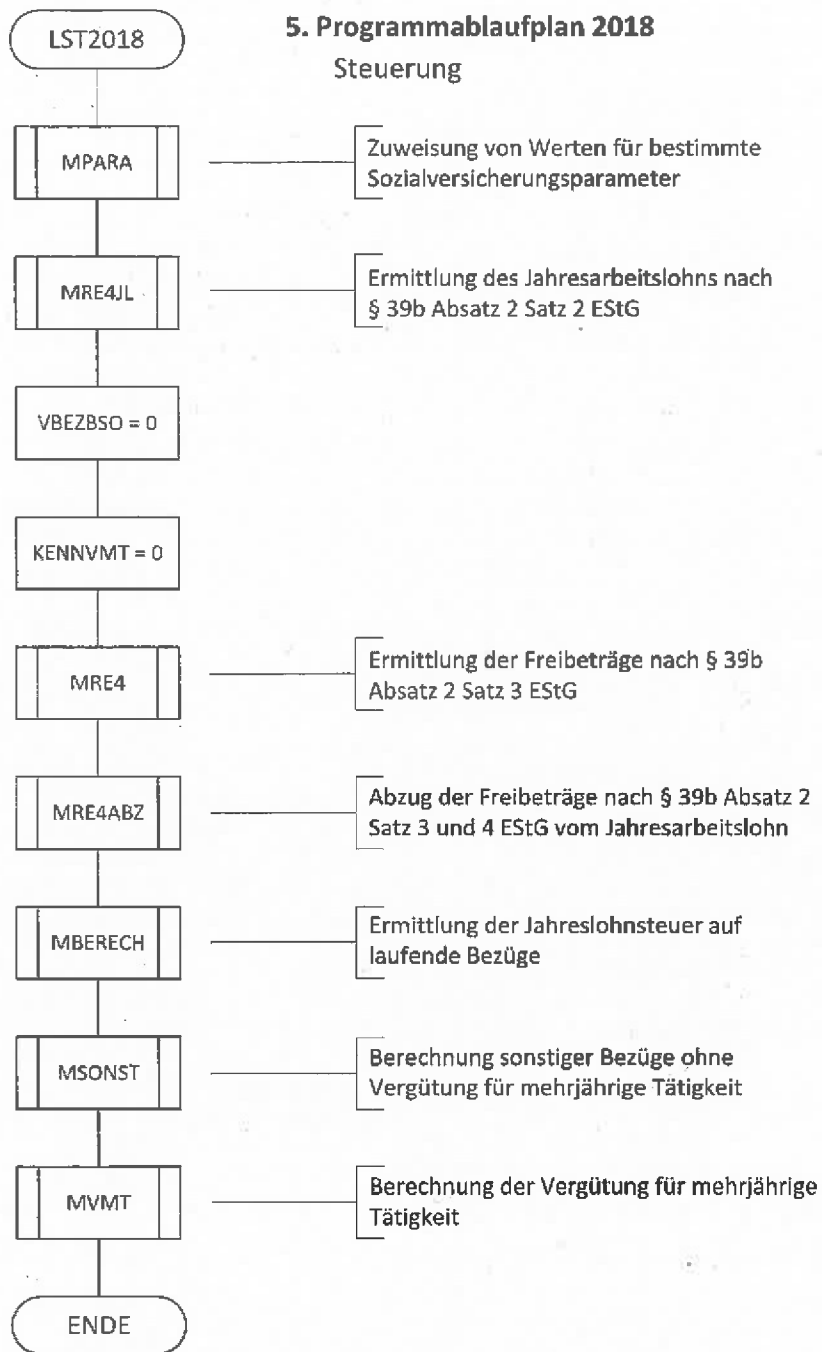 LST2018
5. Programmablaufplan 2018
Steuerung
MPARA
Zuweisung von Werten für bestimmte
Sozialversicherungsparameter
MRE4JL
Ermittlung des Jahresarbeitslohns nach
§ 39b Absatz 2 Satz 2 EStG
VBEZBSO = 0
KENNVMT = 0
MRE4
Ermittlung der Freibeträge nach § 39b
Absatz 2 Satz 3 EStG
MRE4ABZ
Abzug der Freibeträge nach § 39b Absatz 2
Satz 3 und 4 EStG vom Jahresarbeitslohn
MBERECH
Ermittlung der Jahreslohnsteuer auf
laufende Bezüge
MSONST
Berechnung sonstiger Bezüge ohne
Vergütung für mehrjährige Tätigkeit
MVMT
Berechnung der Vergütung für mehrjährige
Tätigkeit
ENDE